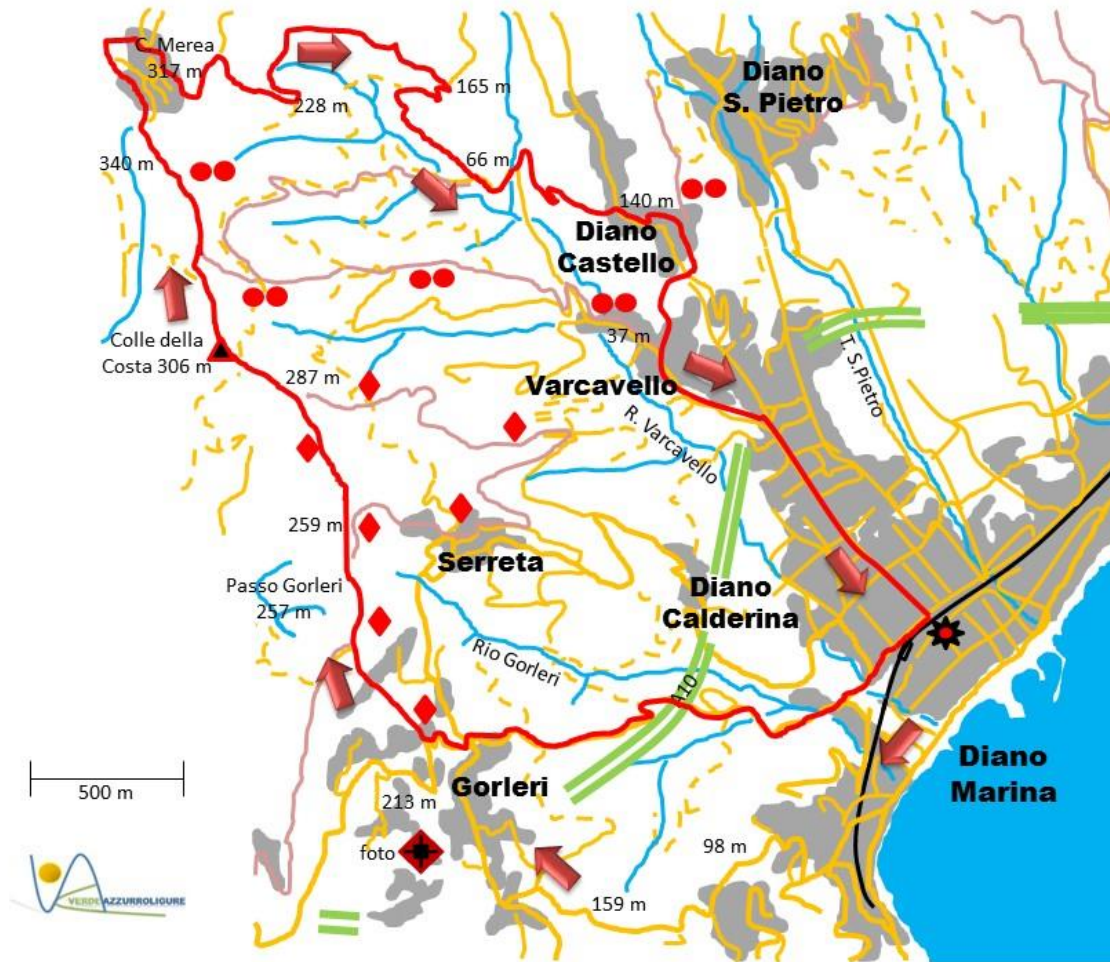 C. Merea
317 m
Diano
S. Pietro
228 m
165 m
340 m
66 m
140 m
Diano
Castello
Colle della
Costa 306 m
37 m
T. S.Pietro
287 m
Varcavello
R. Varcavello
259 m
Serreta
Passo Gorleri
257 m
Diano
Calderina
Rio Gorleri
A10
Diano
Marina
500 m
Gorleri
213 m
foto
98 m
159 m
VERDEAZZURROLIGURE